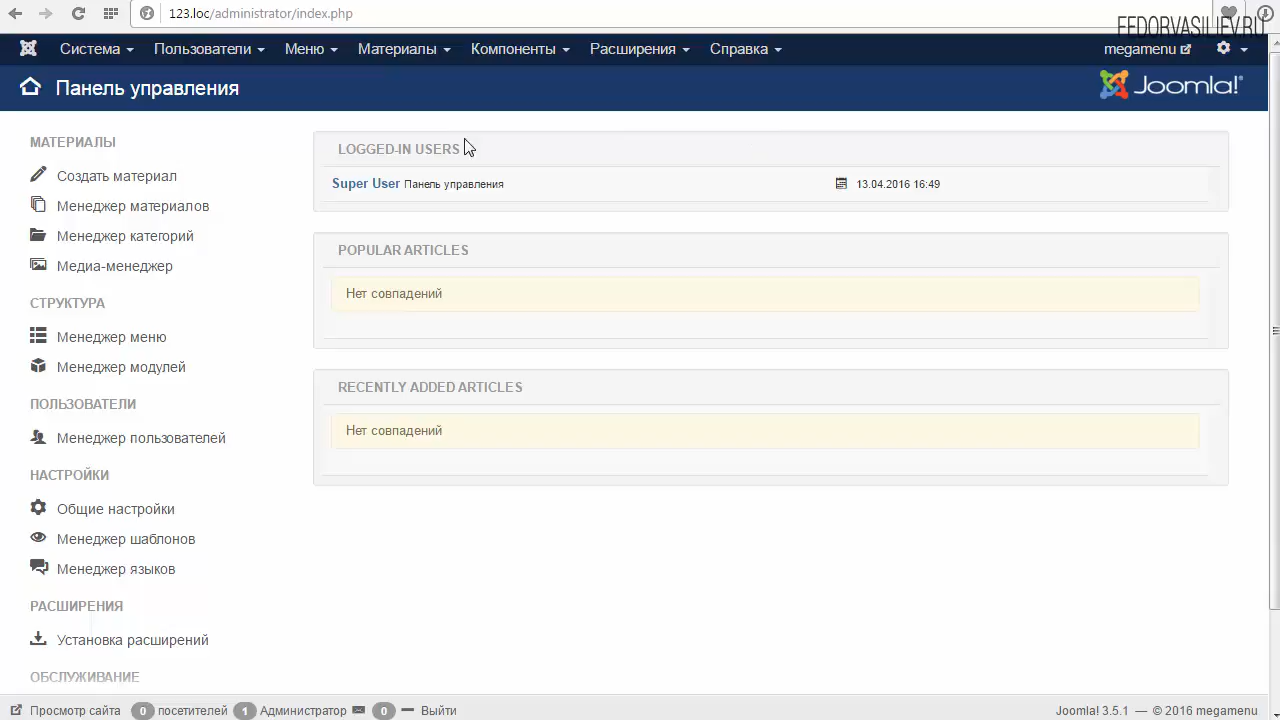 123.loc/administrator/index.php
FEDORVASILIEV.RU
Система Пользователи Меню Материалы Компоненты Расширения Справка megamenu
Панель управления
Joomla!®
МАТЕРИАЛЫ
Создать материал
Менеджер материалов
Менеджер категорий
Медиа-менеджер
СТРУКТУРА
Менеджер меню
Менеджер модулей
ПОЛЬЗОВАТЕЛИ
Менеджер пользователей
НАСТРОЙКИ
Общие настройки
Менеджер шаблонов
Менеджер языков
РАСШИРЕНИЯ
Установка расширений
ОБСЛУЖИВАНИЕ
LOGGED-IN USERS
Super User Панель управления 13.04.2016 16:49
POPULAR ARTICLES
Нет совпадений
RECENTLY ADDED ARTICLES
Нет совпадений
Просмотр сайта 0 посетителей 1 Администратор 0 Выйти Joomla! 3.5.1 — © 2016 megamenu